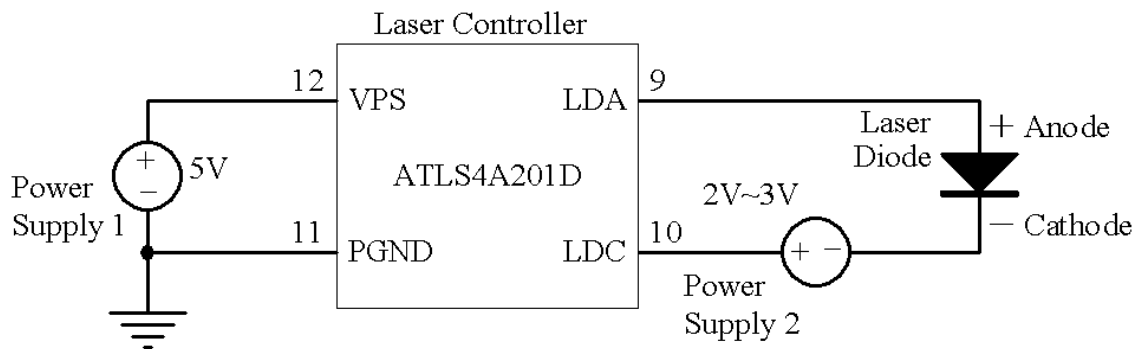 Laser Controller
12
VPS
LDA
9
+ Anode
Laser
Diode
+
−
5V
Power
Supply 1
ATLS4A201D
2V~3V
− Cathode
11
PGND
LDC
10
+ −
Power
Supply 2